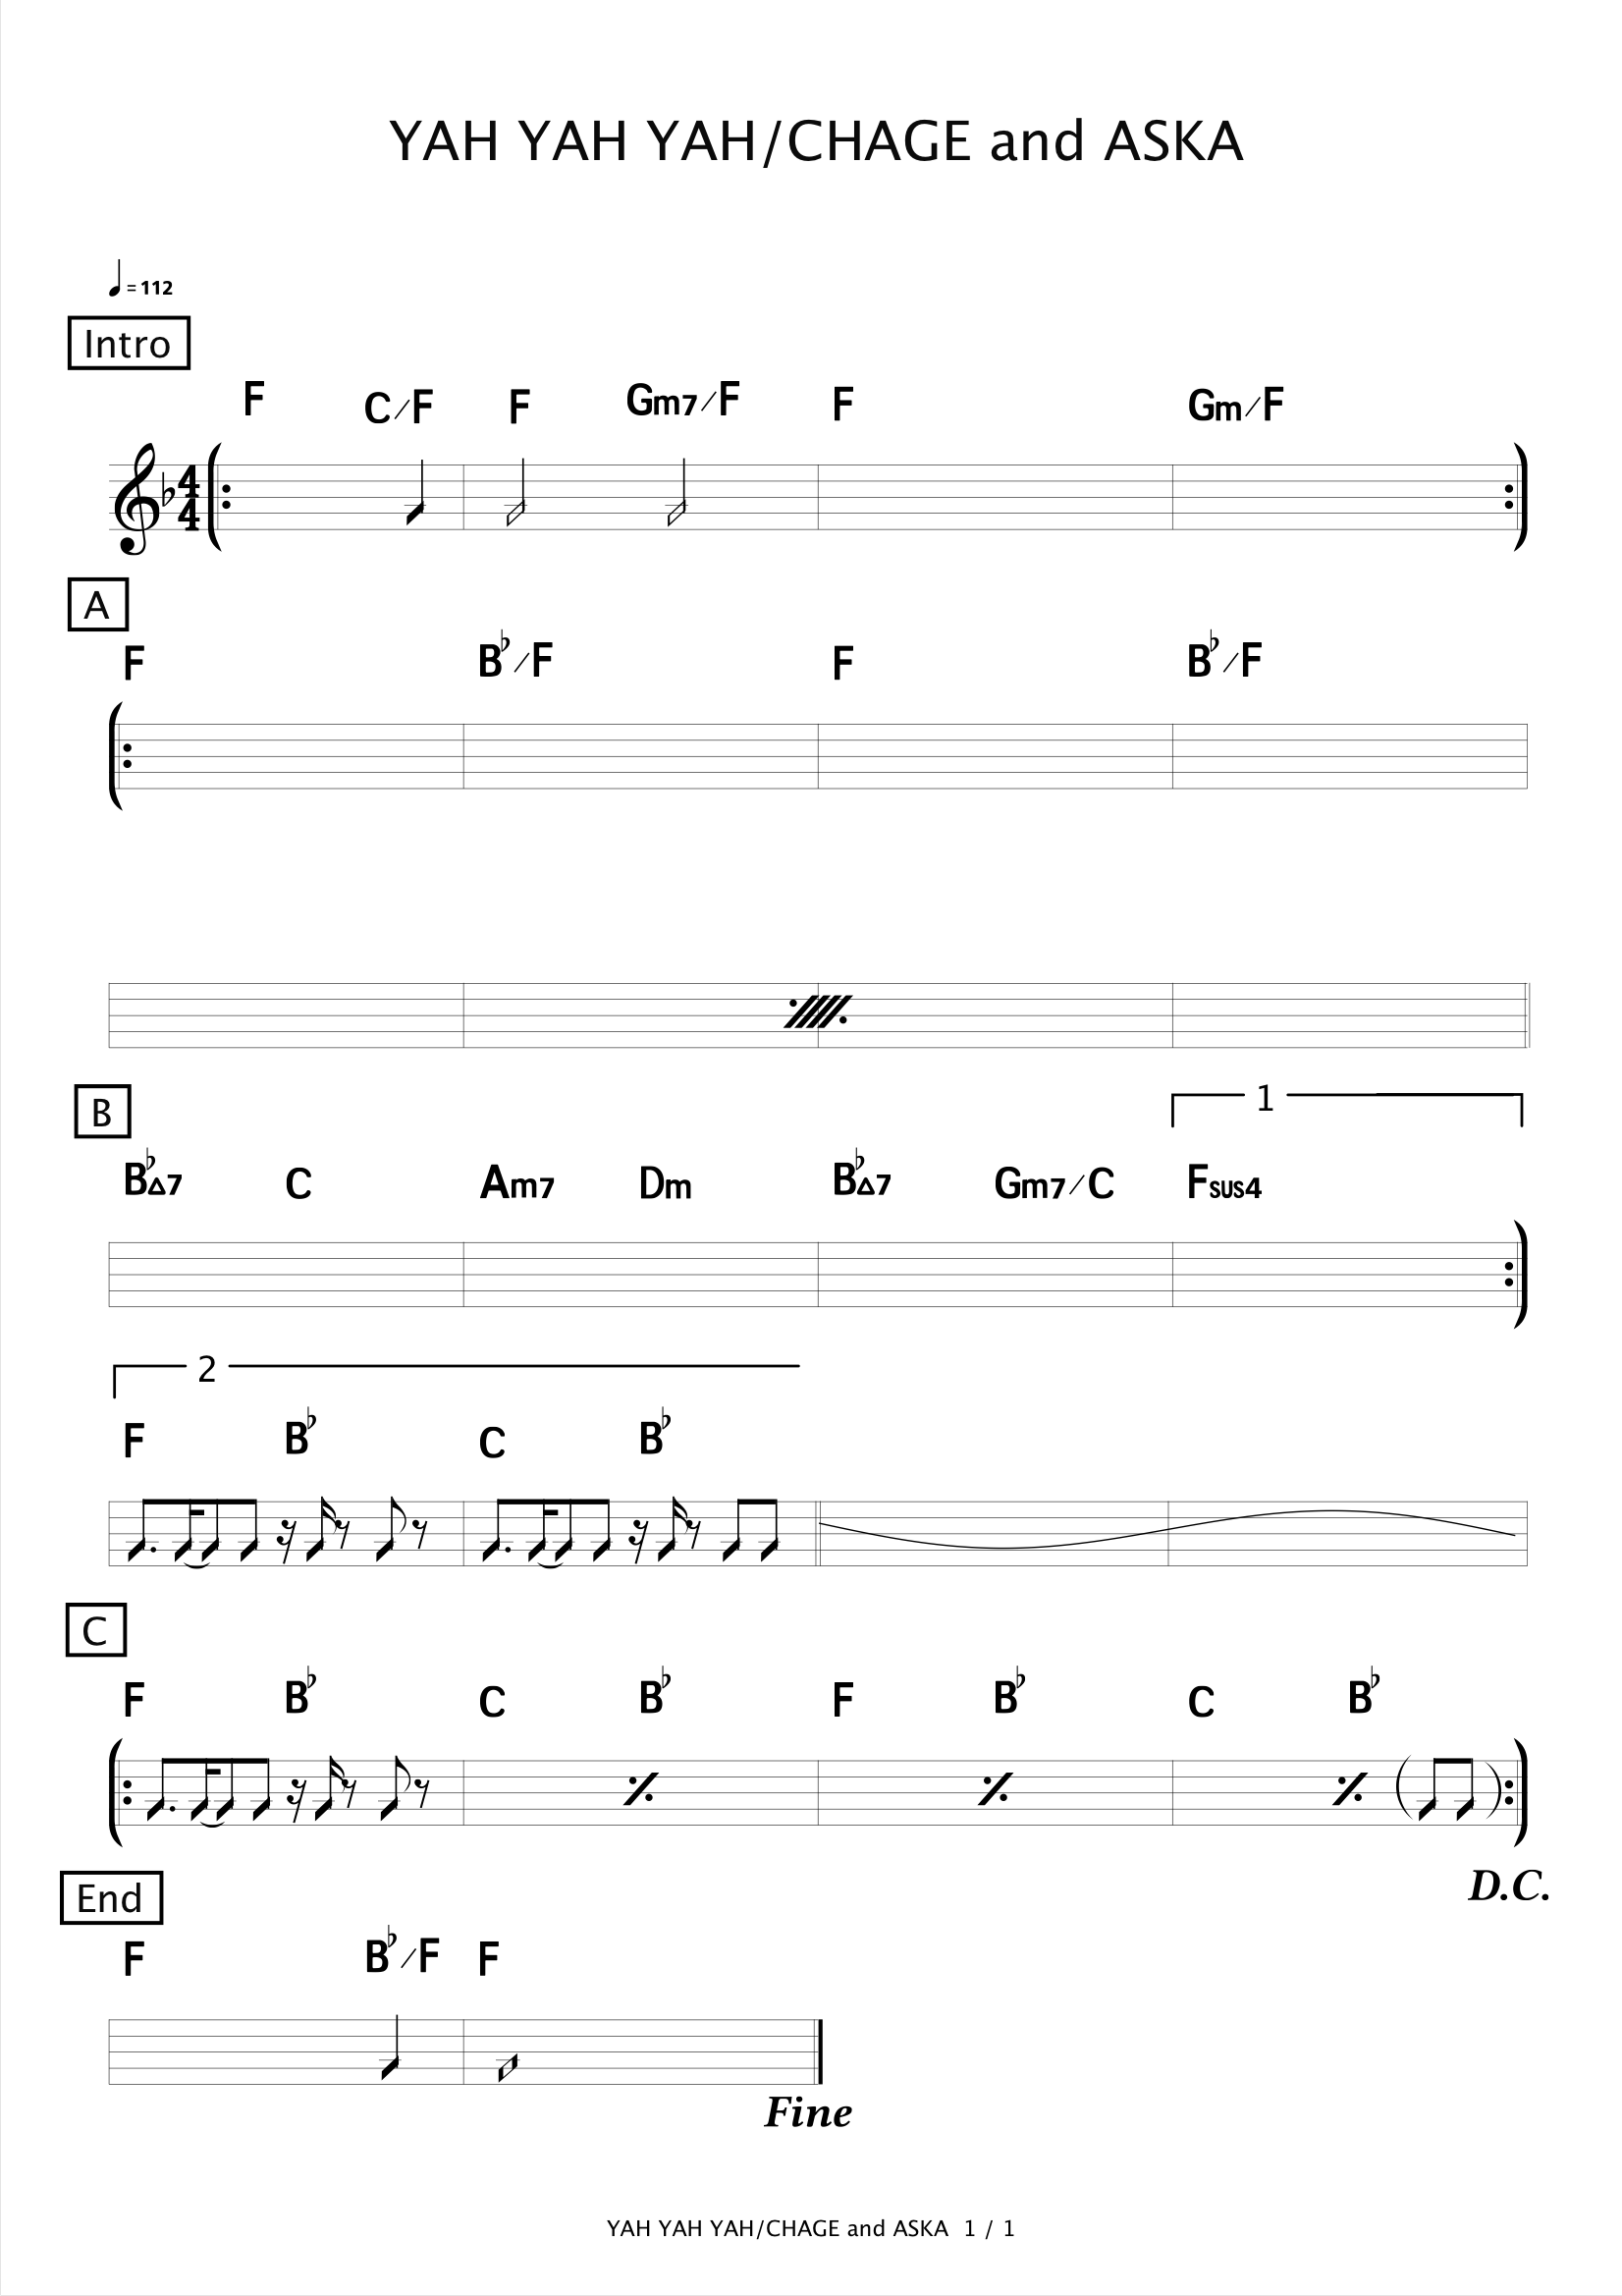 YAH YAH YAH/CHAGE and ASKA
= 112
Intro
F C/F F Gm7/F F Gm/F
4
4
A
F B♭/F F B♭/F
B
1
B♭△7 C Am7 Dm B♭△7 Gm7/C Fsus4
2
F B♭ C B♭
C
F B♭ C B♭ F B♭ C B♭
D.C.
End
F B♭/F F
Fine
YAH YAH YAH/CHAGE and ASKA 1 / 1